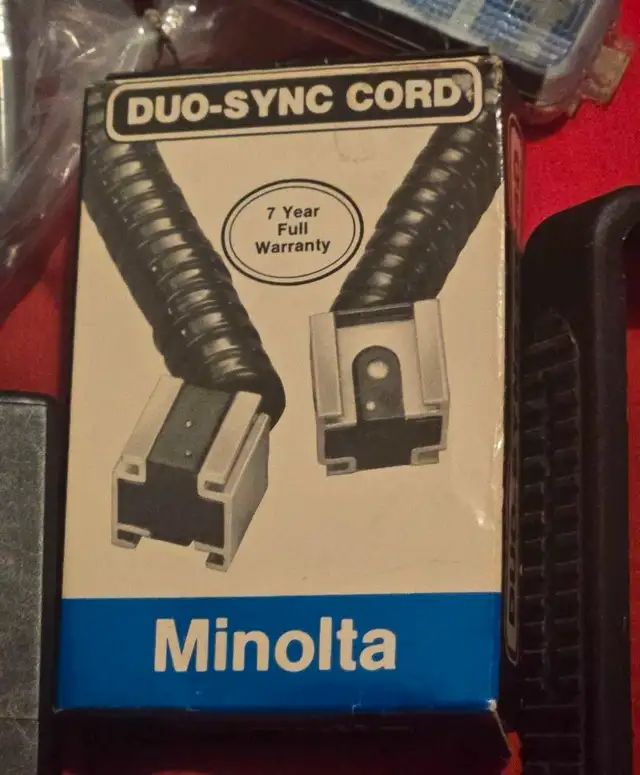 DUO-SYNC CORD
7 Year
Full
Warranty
Minolta